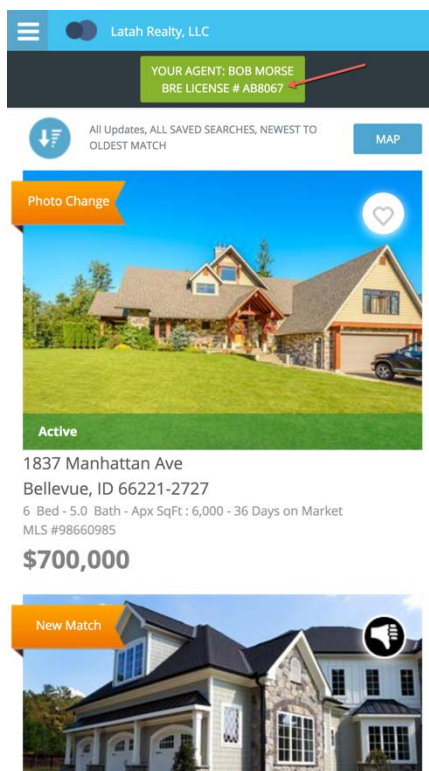 Latah Realty, LLC
YOUR AGENT: BOB MORSE
BRE LICENSE # AB8067
All Updates, ALL SAVED SEARCHES, NEWEST TO
OLDEST MATCH
MAP
Photo Change
Active
1837 Manhattan Ave
Bellevue, ID 66221-2727
6 Bed - 5.0 Bath - Apx SqFt : 6,000 - 36 Days on Market
MLS #98660985
$700,000
New Match